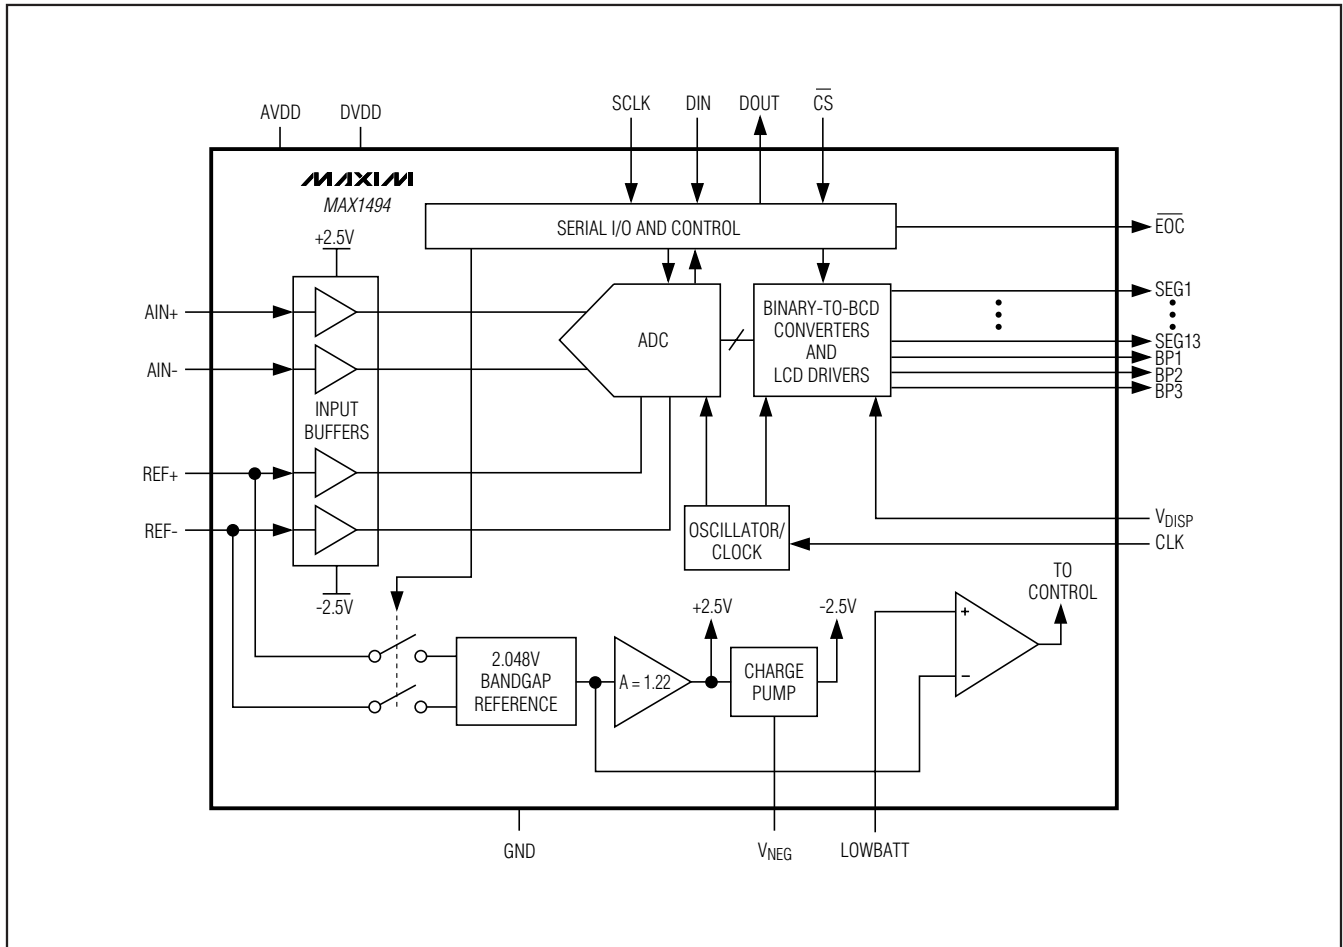 AVDD
DVDD
SCLK
DIN
DOUT
C̅S̅
MAXIM
MAX1494
SERIAL I/O AND CONTROL
E̅O̅C̅
+2.5V
AIN+
AIN-
INPUT
BUFFERS
REF+
REF-
-2.5V
ADC
BINARY-TO-BCD
CONVERTERS
AND
LCD DRIVERS
SEG1
SEG13
BP1
BP2
BP3
OSCILLATOR/
CLOCK
VDISP
CLK
2.048V
BANDGAP
REFERENCE
A = 1.22
+2.5V
CHARGE
PUMP
-2.5V
+
−
TO
CONTROL
GND
VNEG
LOWBATT